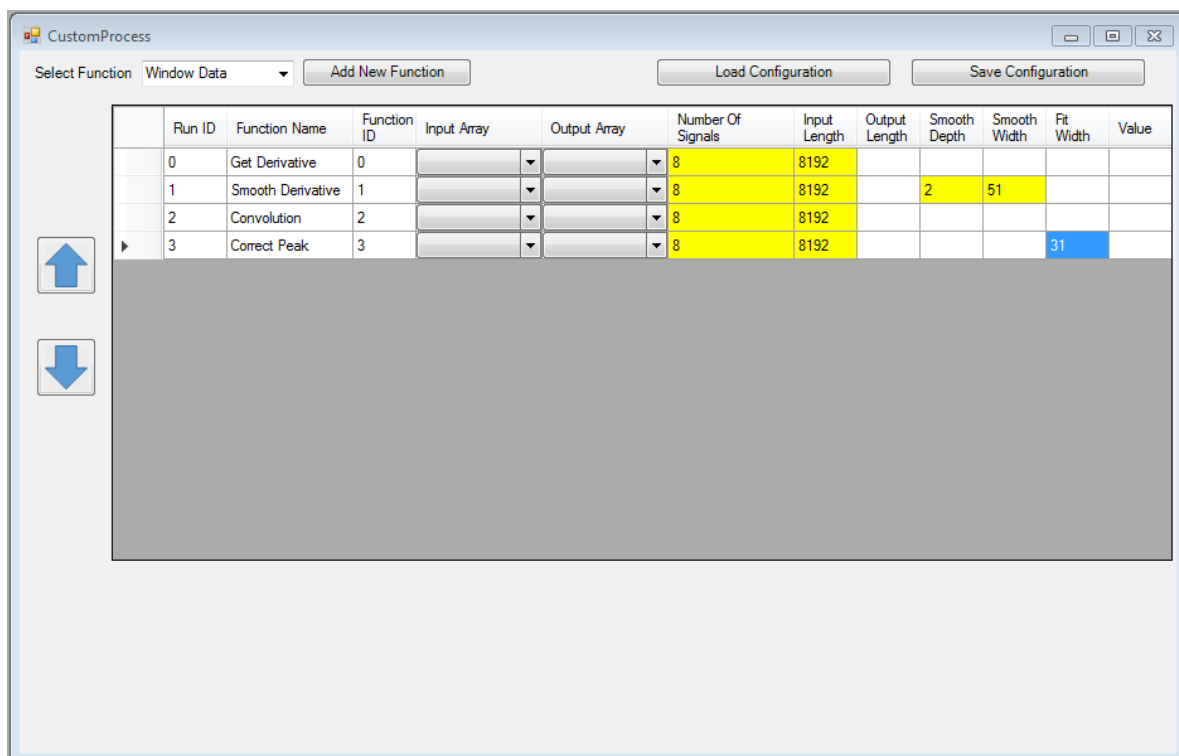 CustomProcess
Select Function Window Data Add New Function Load Configuration Save Configuration
Run ID Function Name Function ID Input Array Output Array Number Of Signals Input Length Output Length Smooth Depth Smooth Width Fit Width Value
0 Get Derivative 0 8 8192
1 Smooth Derivative 1 8 8192 2 51
2 Convolution 2 8 8192
3 Correct Peak 3 8 8192 31